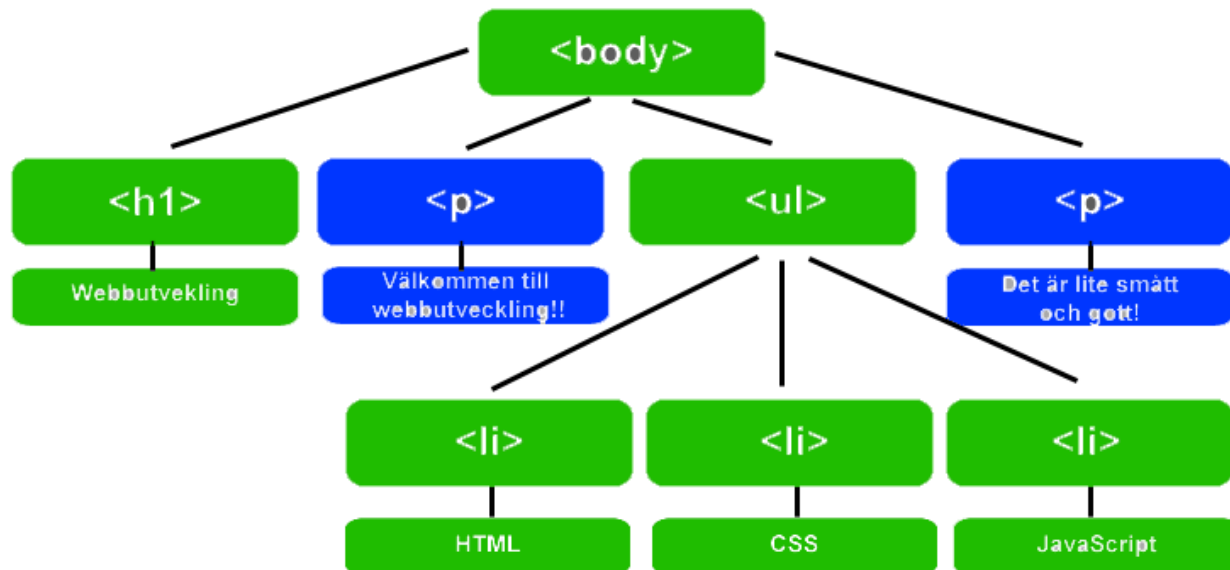 <body>
<h1>
<p>
<ul>
<p>
Webbutvekling
Välkommen till
webbutveckling!!
Det är lite smått
och gott!
<li>
<li>
<li>
HTML
CSS
JavaScript